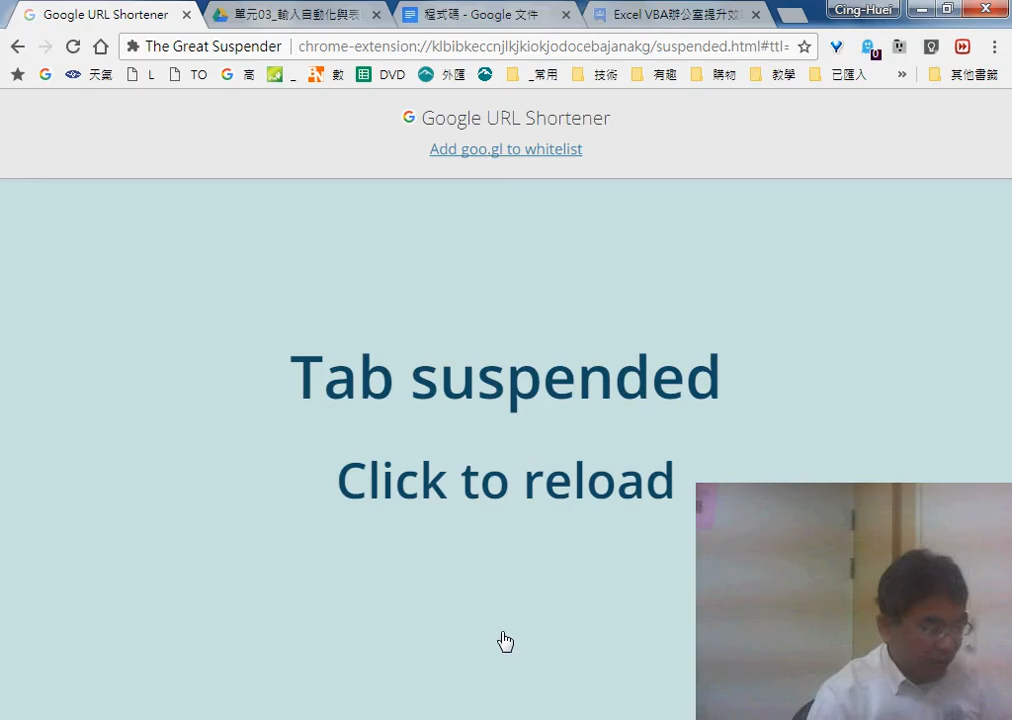 Google URL Shortener
單元03_輸入自動化與表
程式碼 - Google 文件
Excel VBA辦公室提升效
Cing-Huei
The Great Suspender
chrome-extension://klbibkeccnjlkjkiokjodocebajanakg/suspended.html#ttl=
0
天氣
L
TO
高
_
數
DVD
外匯
_常用
技術
有趣
購物
教學
已匯入
»
其他書籤
Google URL Shortener
Add goo.gl to whitelist
Tab suspended
Click to reload